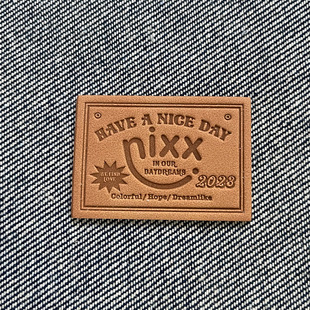 HAVE A NICE DAY
nixx
IN OUR
DAYDREAMS
2023
Colorful/Hope/Dreamlike